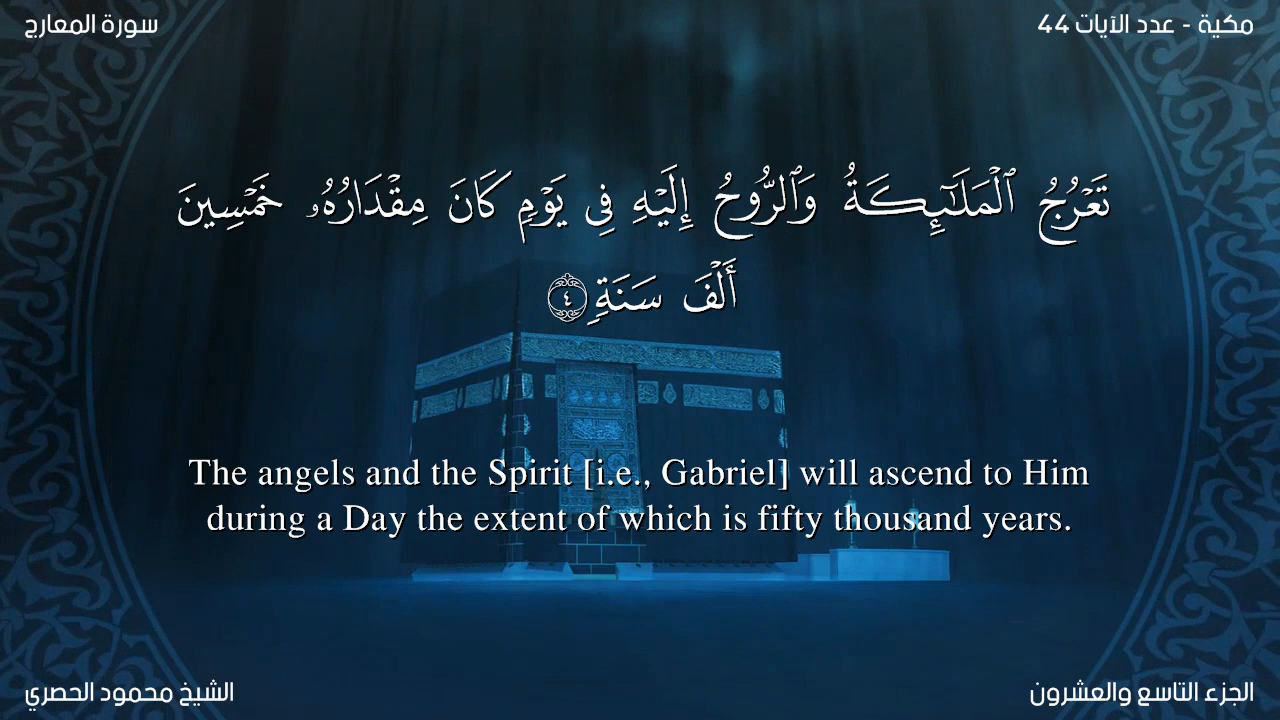 سورة المعارج
مكية - عدد الآيات 44
تَعْرُجُ ٱلْمَلَـٰٓئِكَةُ وَٱلرُّوحُ إِلَيْهِ فِى يَوْمٍ كَانَ مِقْدَارُهُۥ خَمْسِينَ
أَلْفَ سَنَةٍ ٤
The angels and the Spirit [i.e., Gabriel] will ascend to Him
during a Day the extent of which is fifty thousand years.
الشيخ محمود الحصري
الجزء التاسع والعشرون